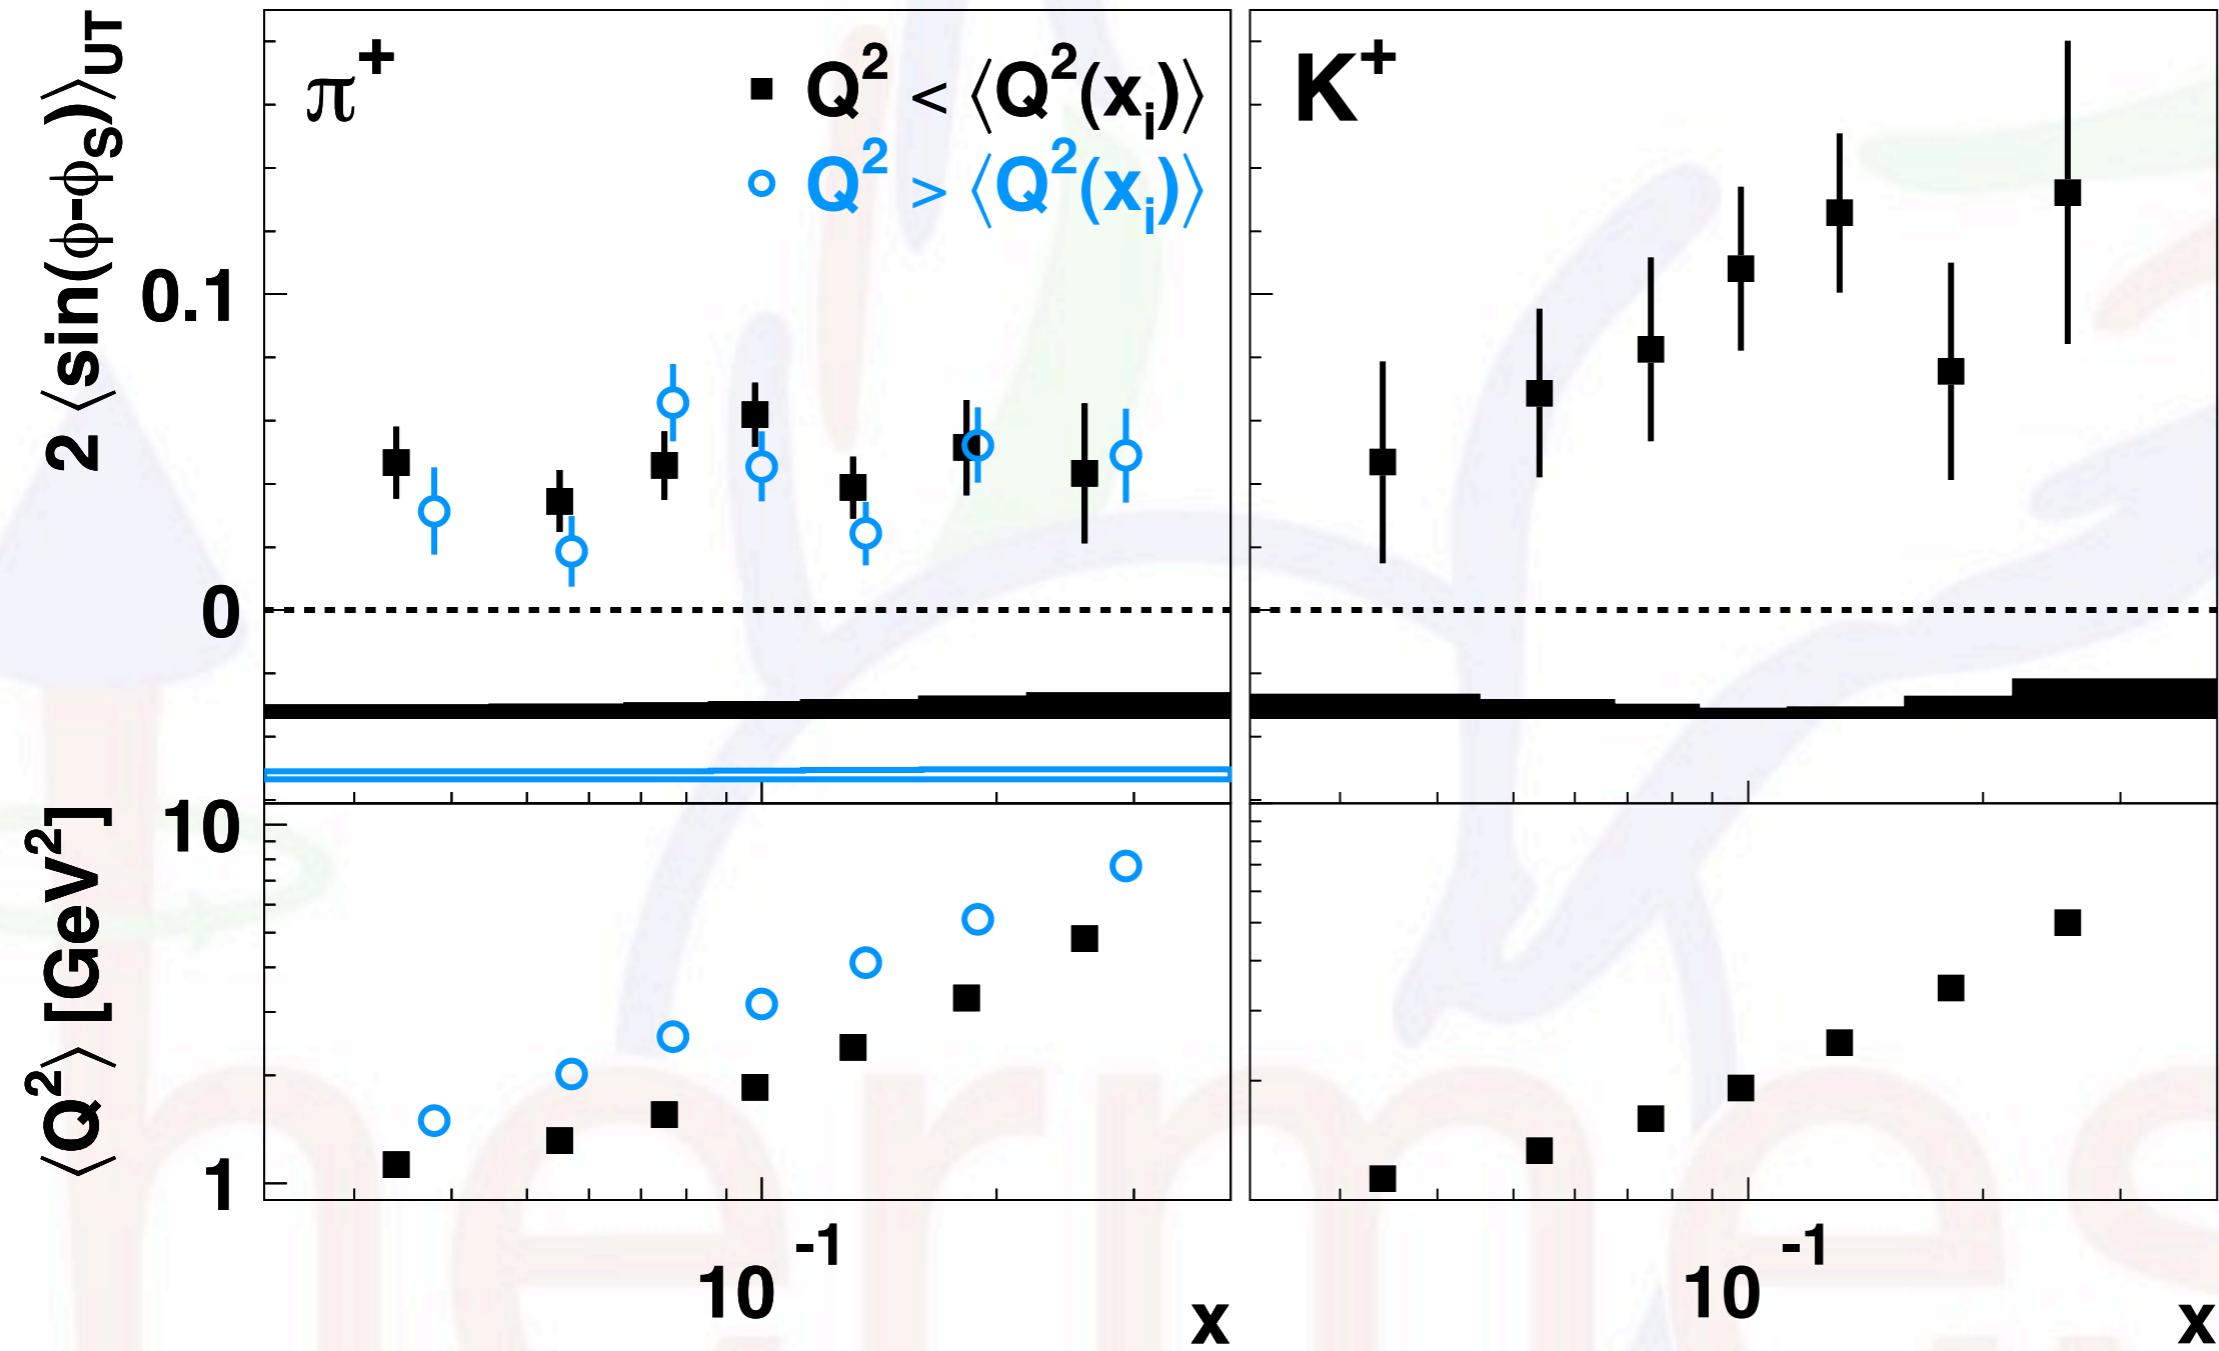 2 ⟨sin(ϕ-ϕS)⟩UT
π+
Q2 < ⟨Q2(xi)⟩
Q2 > ⟨Q2(xi)⟩
K+
0.1
0
⟨Q2⟩ [GeV2]
10
1
10-1
x
10-1
x
hermes